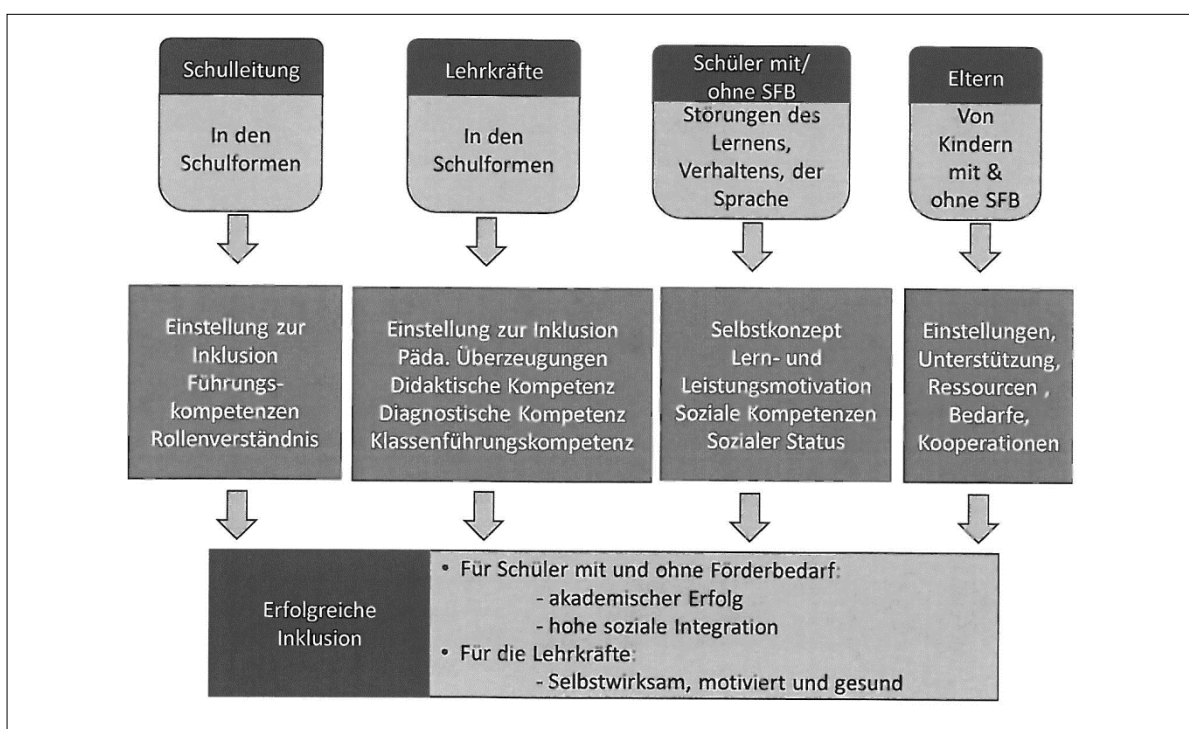 Schulleitung
In den
Schulformen
Lehrkräfte
In den
Schulformen
Schüler mit/
ohne SFB
Störungen des
Lernens,
Verhaltens, der
Sprache
Eltern
Von
Kindern
mit &
ohne SFB
Einstellung zur
Inklusion
Führungs-
kompetenzen
Rollenverständnis
Einstellung zur Inklusion
Päda. Überzeugungen
Didaktische Kompetenz
Diagnostische Kompetenz
Klassenführungskompetenz
Selbstkonzept
Lern- und
Leistungsmotivation
Soziale Kompetenzen
Sozialer Status
Einstellungen,
Unterstützung,
Ressourcen ,
Bedarfe,
Kooperationen
Erfolgreiche
Inklusion
• Für Schüler mit und ohne Förderbedarf:
- akademischer Erfolg
- hohe soziale Integration
• Für die Lehrkräfte:
- Selbstwirksam, motiviert und gesund